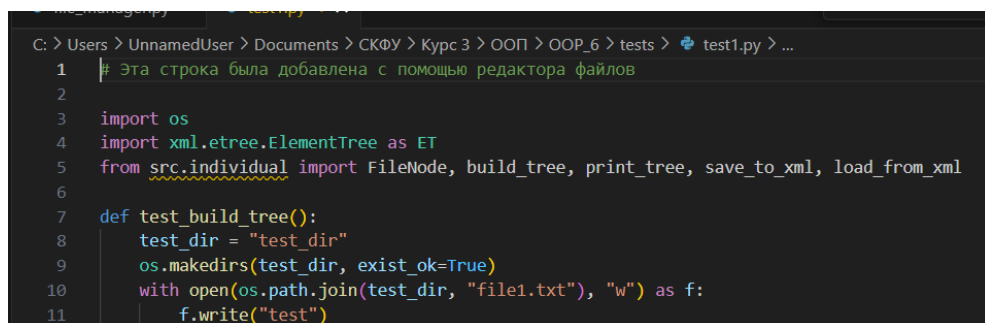 C: > Users > UnnamedUser > Documents > СКФУ > Курс 3 > ООП > OOP_6 > tests > test1.py > ...
1 # Эта строка была добавлена с помощью редактора файлов
2
3 import os
4 import xml.etree.ElementTree as ET
5 from src.individual import FileNode, build_tree, print_tree, save_to_xml, load_from_xml
6
7 def test_build_tree():
8 test_dir = "test_dir"
9 os.makedirs(test_dir, exist_ok=True)
10 with open(os.path.join(test_dir, "file1.txt"), "w") as f:
11 f.write("test")